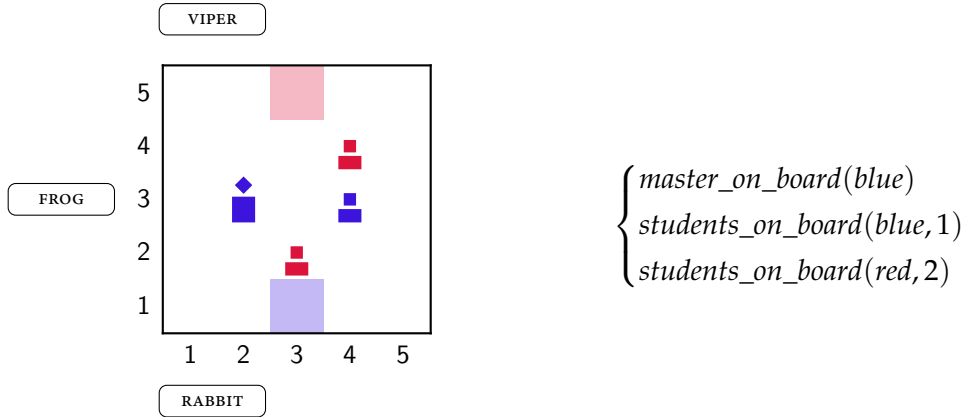 VIPER
5
4
3
2
1
FROG
1 2 3 4 5
RABBIT
master_on_board(blue)
students_on_board(blue, 1)
students_on_board(red, 2)